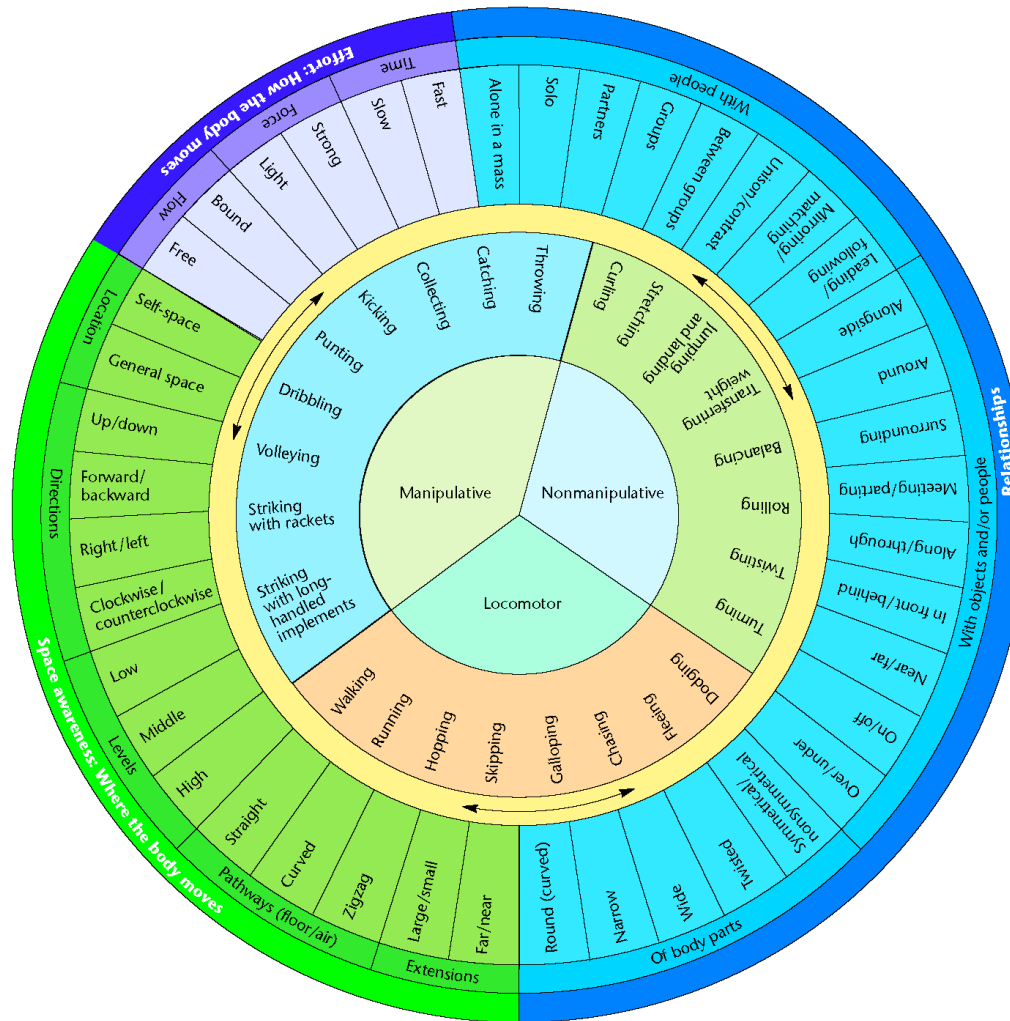 Effort: How the body moves
Time
Force
Flow
Fast
Slow
Strong
Light
Bound
Free
Relationships
With people
Alone in a mass
Solo
Partners
Groups
Between groups
Unison/contrast
Mirroring/
matching
Leading/
following
With objects and/or people
Alongside
Around
Surrounding
Meeting/parting
Along/through
In front/behind
Near/far
On/off
Over/under
Of body parts
Symmetrical/
nonsymmetrical
Twisted
Wide
Narrow
Round (curved)
Space awareness: Where the body moves
Location
Self-space
General space
Directions
Up/down
Forward/
backward
Right/left
Clockwise/
counterclockwise
Levels
Low
Middle
High
Pathways (floor/air)
Straight
Curved
Zigzag
Extensions
Large/small
Far/near
Manipulative
Throwing
Catching
Collecting
Kicking
Punting
Dribbling
Volleying
Striking
with rackets
Striking
with long-
handled
implements
Nonmanipulative
Curling
Stretching
Jumping
and landing
Transferring
weight
Balancing
Rolling
Twisting
Turning
Locomotor
Walking
Running
Hopping
Skipping
Galloping
Chasing
Fleeing
Dodging